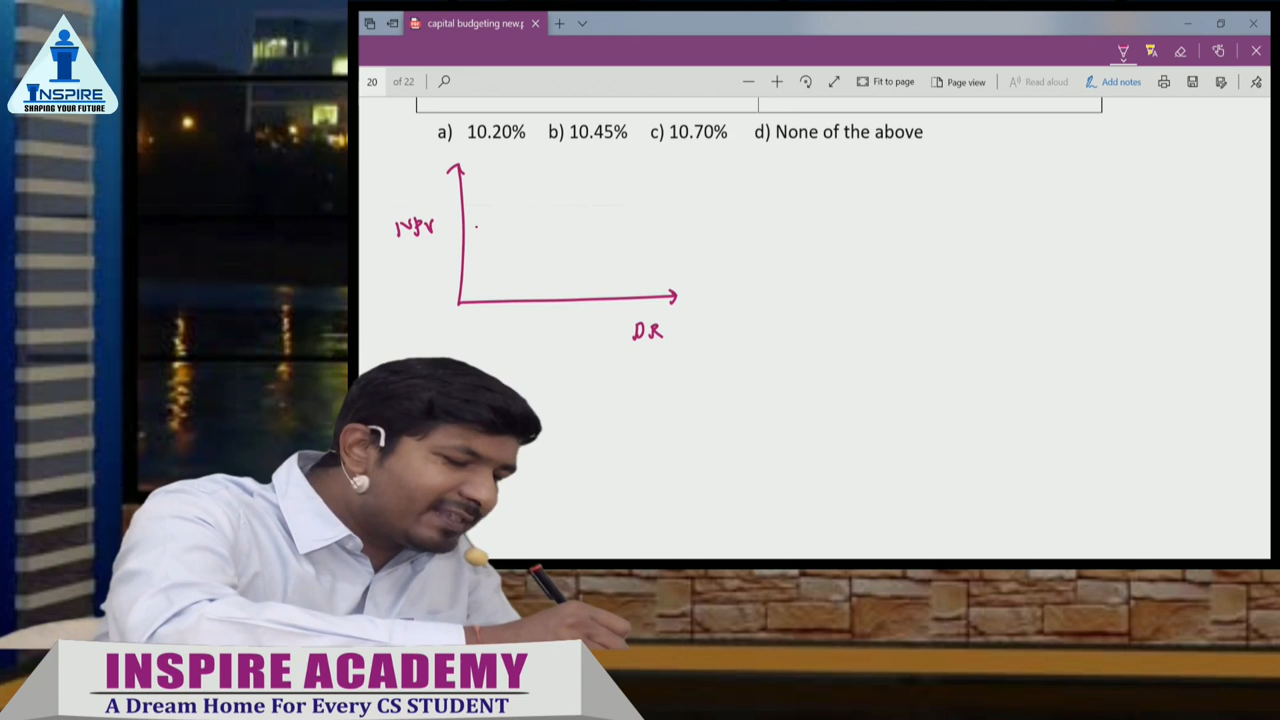 INSPIRE
SHAPING YOUR FUTURE
capital budgeting new.p
20 of 22
Fit to page
Page view
Read aloud
Add notes
a) 10.20% b) 10.45% c) 10.70% d) None of the above
NPV
DR
INSPIRE ACADEMY
A Dream Home For Every CS STUDENT